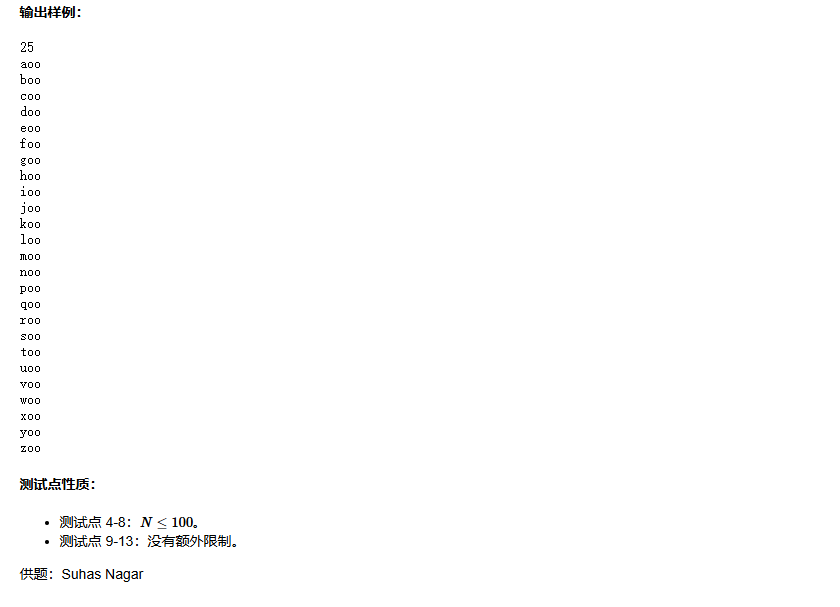 输出样例：
25
aoo
boo
coo
doo
eoo
foo
goo
hoo
ioo
joo
koo
loo
moo
noo
poo
qoo
roo
soo
too
uoo
voo
woo
xoo
yoo
zoo
测试点性质：
• 测试点 4-8：N ≤ 100。
• 测试点 9-13：没有额外限制。
供题：Suhas Nagar